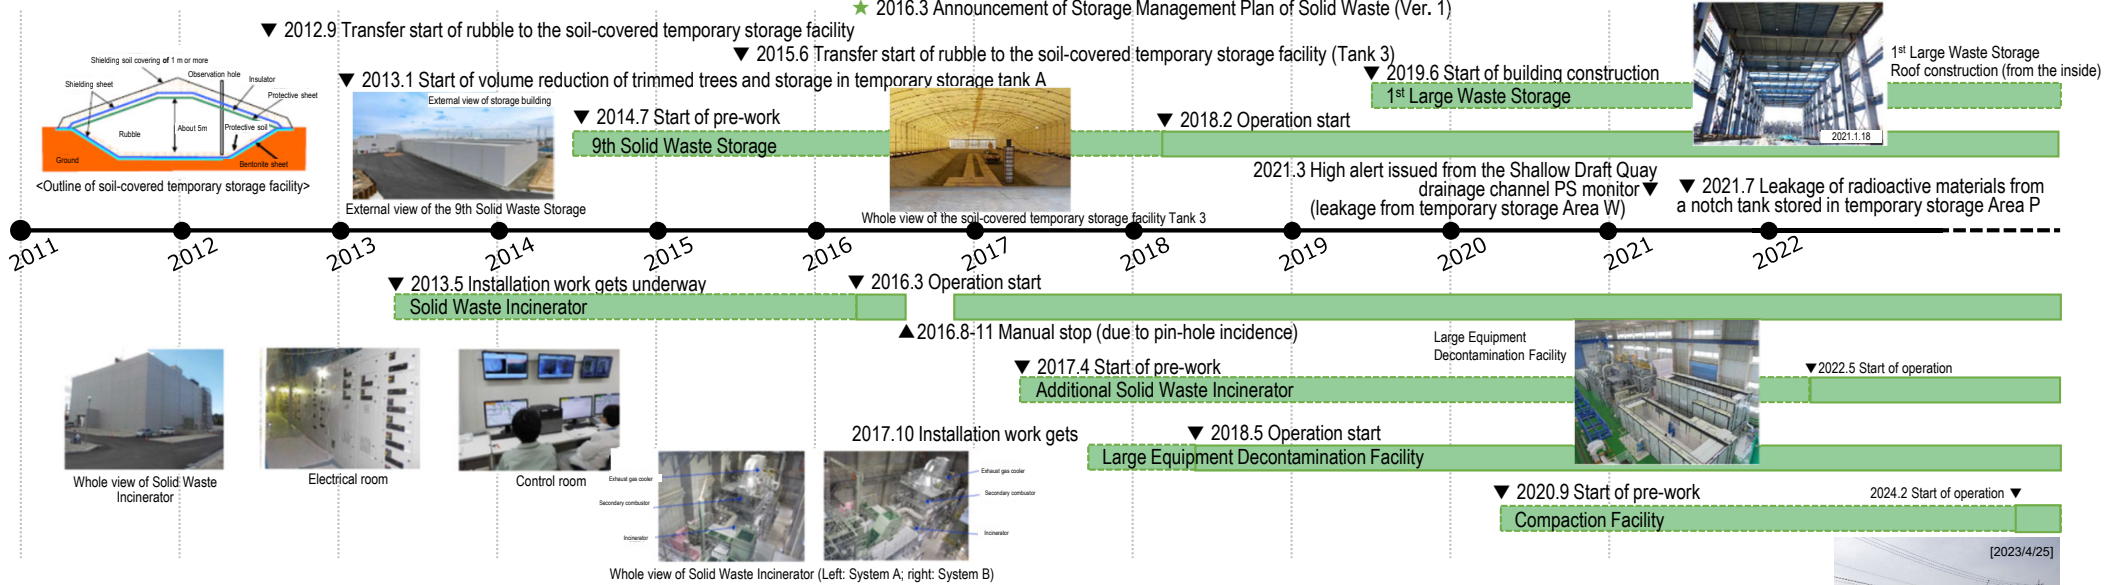 ★ 2016.3 Announcement of Storage Management Plan of Solid Waste (Ver. 1)
▼ 2012.9 Transfer start of rubble to the soil-covered temporary storage facility
▼ 2015.6 Transfer start of rubble to the soil-covered temporary storage facility (Tank 3)
▼ 2013.1 Start of volume reduction of trimmed trees and storage in temporary storage tank A
Shielding soil covering of 1 m or more
Shielding sheet
Observation hole
Insulator
Protective sheet
Rubble
About 5m
Protective soil
Ground
Bentonite sheet
<Outline of soil-covered temporary storage facility>
External view of storage building
External view of the 9th Solid Waste Storage
▼ 2014.7 Start of pre-work
9th Solid Waste Storage
▼ 2018.2 Operation start
Whole view of the soil-covered temporary storage facility Tank 3
▼ 2019.6 Start of building construction
1st Large Waste Storage
2021.1.18
1st Large Waste Storage
Roof construction (from the inside)
2021.3 High alert issued from the Shallow Draft Quay
drainage channel PS monitor ▼
(leakage from temporary storage Area W)
▼ 2021.7 Leakage of radioactive materials from
a notch tank stored in temporary storage Area P
2011
2012
2013
2014
2015
2016
2017
2018
2019
2020
2021
2022
▼ 2013.5 Installation work gets underway
Solid Waste Incinerator
▼ 2016.3 Operation start
▲2016.8-11 Manual stop (due to pin-hole incidence)
▼ 2017.4 Start of pre-work
Additional Solid Waste Incinerator
Large Equipment
Decontamination Facility
▼2022.5 Start of operation
2017.10 Installation work gets
▼ 2018.5 Operation start
Large Equipment Decontamination Facility
▼ 2020.9 Start of pre-work
2024.2 Start of operation ▼
Compaction Facility
[2023/4/25]
Whole view of Solid Waste
Incinerator
Electrical room
Control room
Exhaust gas cooler
Secondary combustor
Incinerator
Exhaust gas cooler
Secondary combustor
Incinerator
Whole view of Solid Waste Incinerator (Left: System A; right: System B)